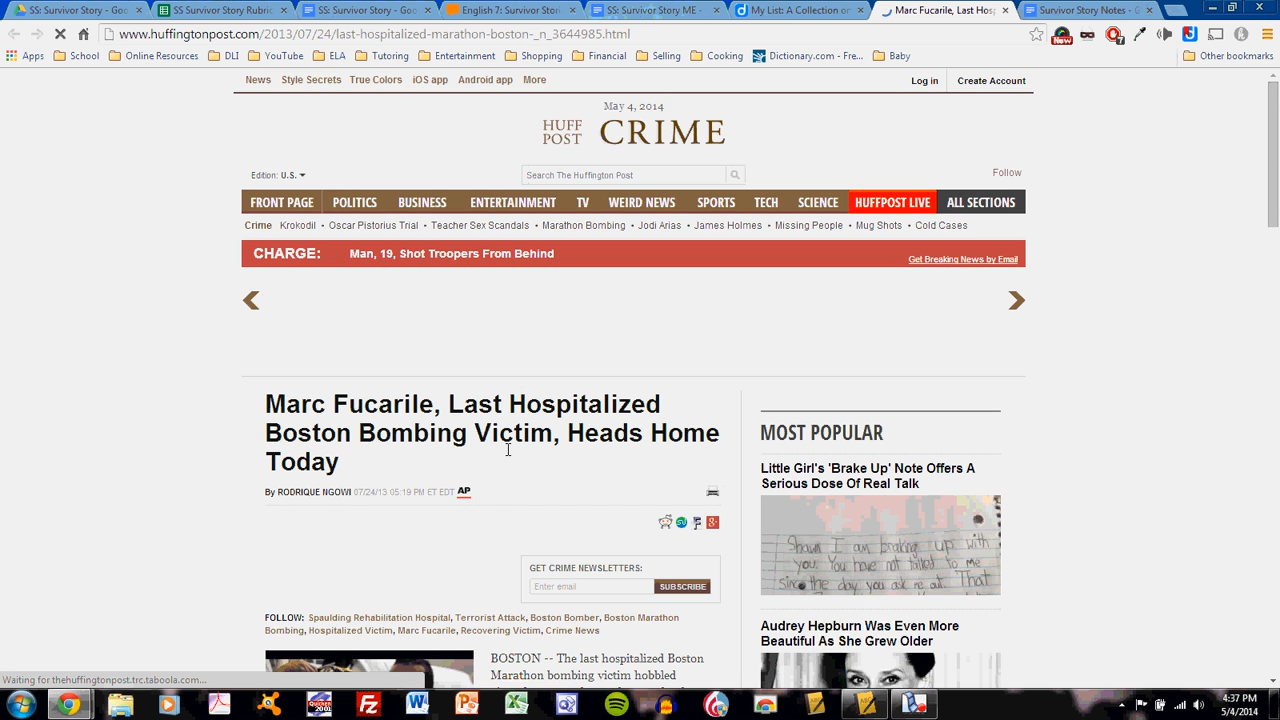 SS: Survivor Story - Goo
SS Survivor Story Rubric
SS: Survivor Story - Goo
English 7: Survivor Stori
SS: Survivor Story ME -
My List: A Collection on
Marc Fucarile, Last Hosp
Survivor Story Notes - G
www.huffingtonpost.com/2013/07/24/last-hospitalized-marathon-boston-_n_3644985.html
New
7
Apps School Online Resources DLI YouTube ELA Tutoring Entertainment Shopping Financial Selling Cooking Dictionary.com - Fre... Baby Other bookmarks
News Style Secrets True Colors iOS app Android app More Log in Create Account
May 4, 2014
HUFF POST CRIME
Edition: U.S. Search The Huffington Post Follow
FRONT PAGE POLITICS BUSINESS ENTERTAINMENT TV WEIRD NEWS SPORTS TECH SCIENCE HUFFPOST LIVE ALL SECTIONS
Crime Krokodil • Oscar Pistorius Trial • Teacher Sex Scandals • Marathon Bombing • Jodi Arias • James Holmes • Missing People • Mug Shots • Cold Cases
CHARGE: Man, 19, Shot Troopers From Behind Get Breaking News by Email
Marc Fucarile, Last Hospitalized
Boston Bombing Victim, Heads Home
Today
By RODRIQUE NGOWI 07/24/13 05:19 PM ET EDT AP
GET CRIME NEWSLETTERS:
Enter email SUBSCRIBE
FOLLOW: Spaulding Rehabilitation Hospital, Terrorist Attack, Boston Bomber, Boston Marathon
Bombing, Hospitalized Victim, Marc Fucarile, Recovering Victim, Crime News
BOSTON -- The last hospitalized Boston
Marathon bombing victim hobbled
MOST POPULAR
Little Girl's 'Brake Up' Note Offers A
Serious Dose Of Real Talk
Shawn I am braking up with
you. You have not talked to me
since the day you ask me out. That
Audrey Hepburn Was Even More
Beautiful As She Grew Older
Waiting for thehuffingtonpost.trc.taboola.com...
4:37 PM
5/4/2014